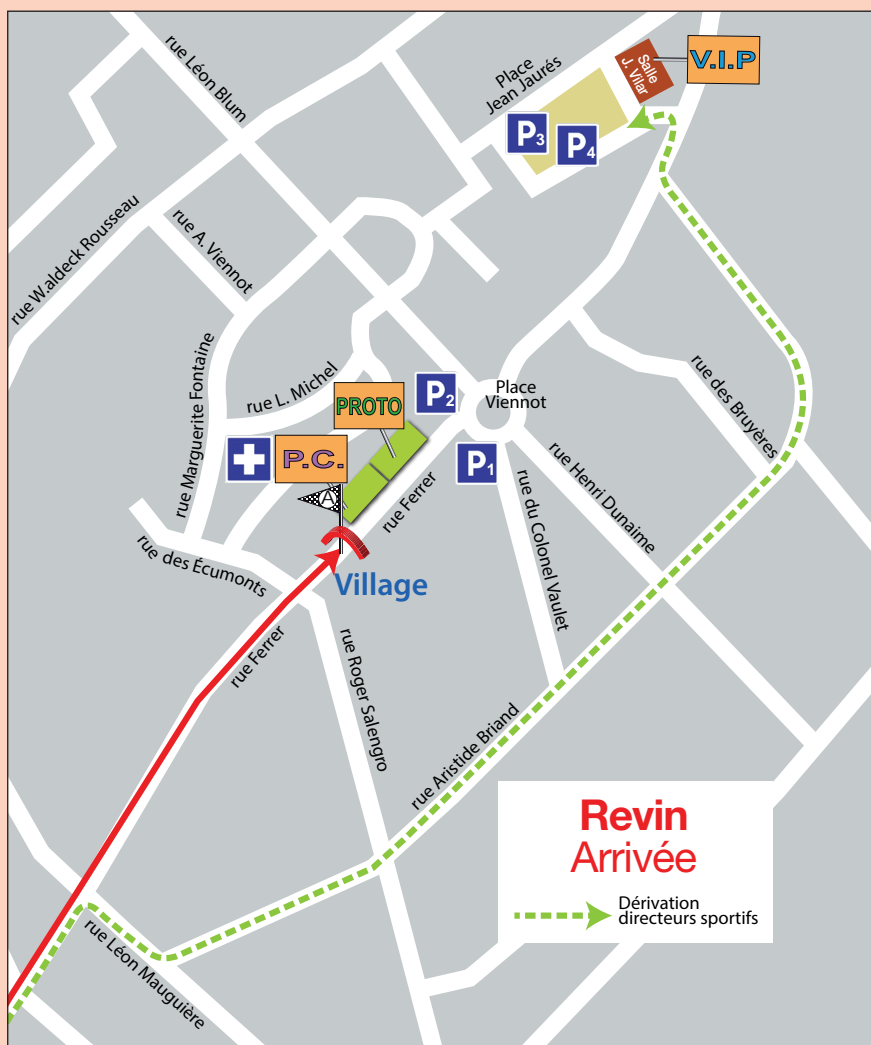 rue Léon Blum
Place
Jean Jaurés
Salle
J. Vilar
V.I.P
P3
P4
rue W.aldeck Rousseau
rue A. Viennot
rue Marguerite Fontaine
rue L. Michel
PROTO
P2
Place
Viennot
rue des Bruyères
P.C.
P1
A
rue Ferrer
rue du Colonel Vaulet
rue Henri Dunaime
rue des Écumonts
Village
rue Ferrer
rue Roger Salengro
rue Aristide Briand
rue Léon Mauguière
Revin
Arrivée
Dérivation
directeurs sportifs